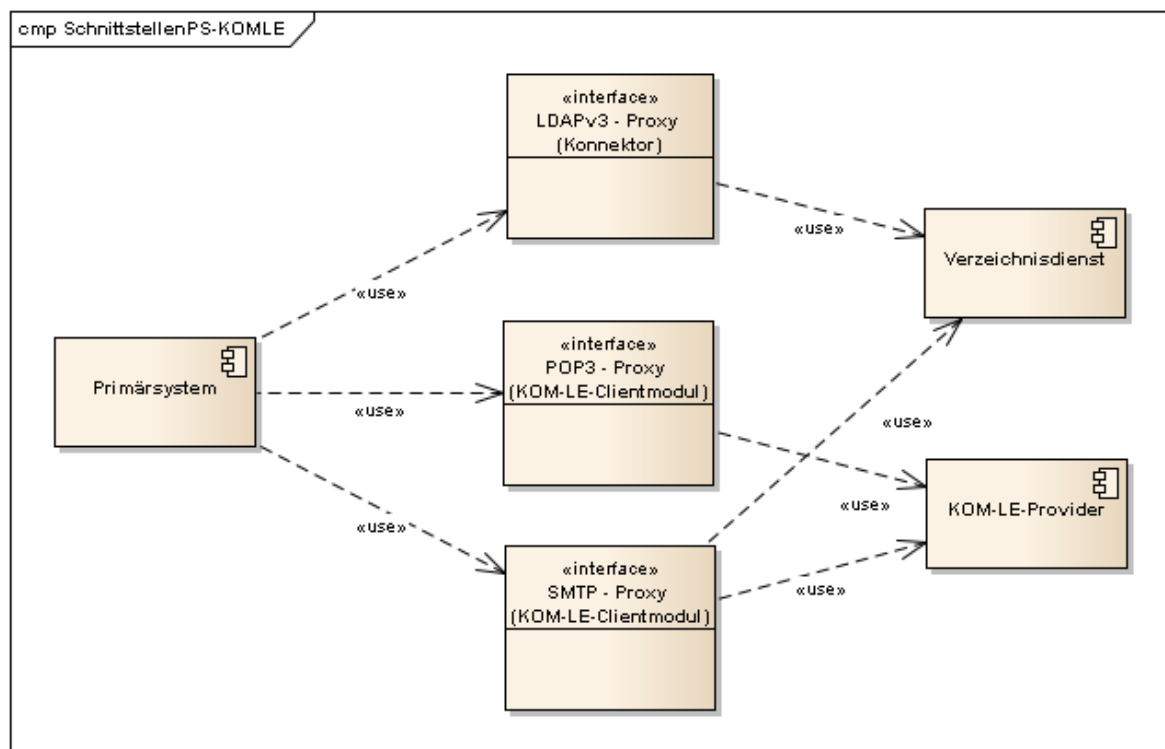 cmp SchnittstellenPS-KOMLE
«interface»
LDAPv3 - Proxy
(Konnektor)
«use»
Verzeichnisdienst
«use»
Primärsystem
«interface»
POP3 - Proxy
(KOM-LE-Clientmodul)
«use»
«use»
«use»
KOM-LE-Provider
«use»
«interface»
SMTP - Proxy
(KOM-LE-Clientmodul)
«use»